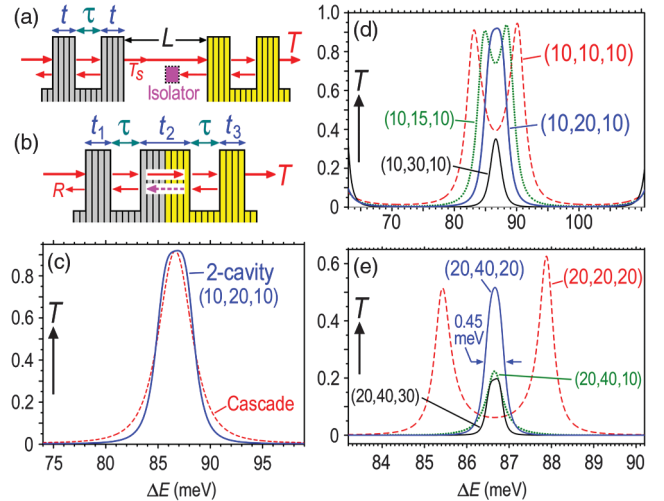 (a)
t τ t
L
T
Ts
Isolator
(b)
t1 τ t2 τ t3
R
T
(c)
0.8
0.6
0.4
0.2
0
T
2-cavity
(10,20,10)
Cascade
75 80 85 90 95
ΔE (meV)
(d)
1.0
0.8
0.6
0.4
0.2
0
T
(10,10,10)
(10,15,10)
(10,20,10)
(10,30,10)
70 80 90 100
(e)
0.6
0.4
0.2
0
T
(20,40,20)
(20,20,20)
0.45
meV
(20,40,10)
(20,40,30)
84 85 86 87 88 89 90
ΔE (meV)